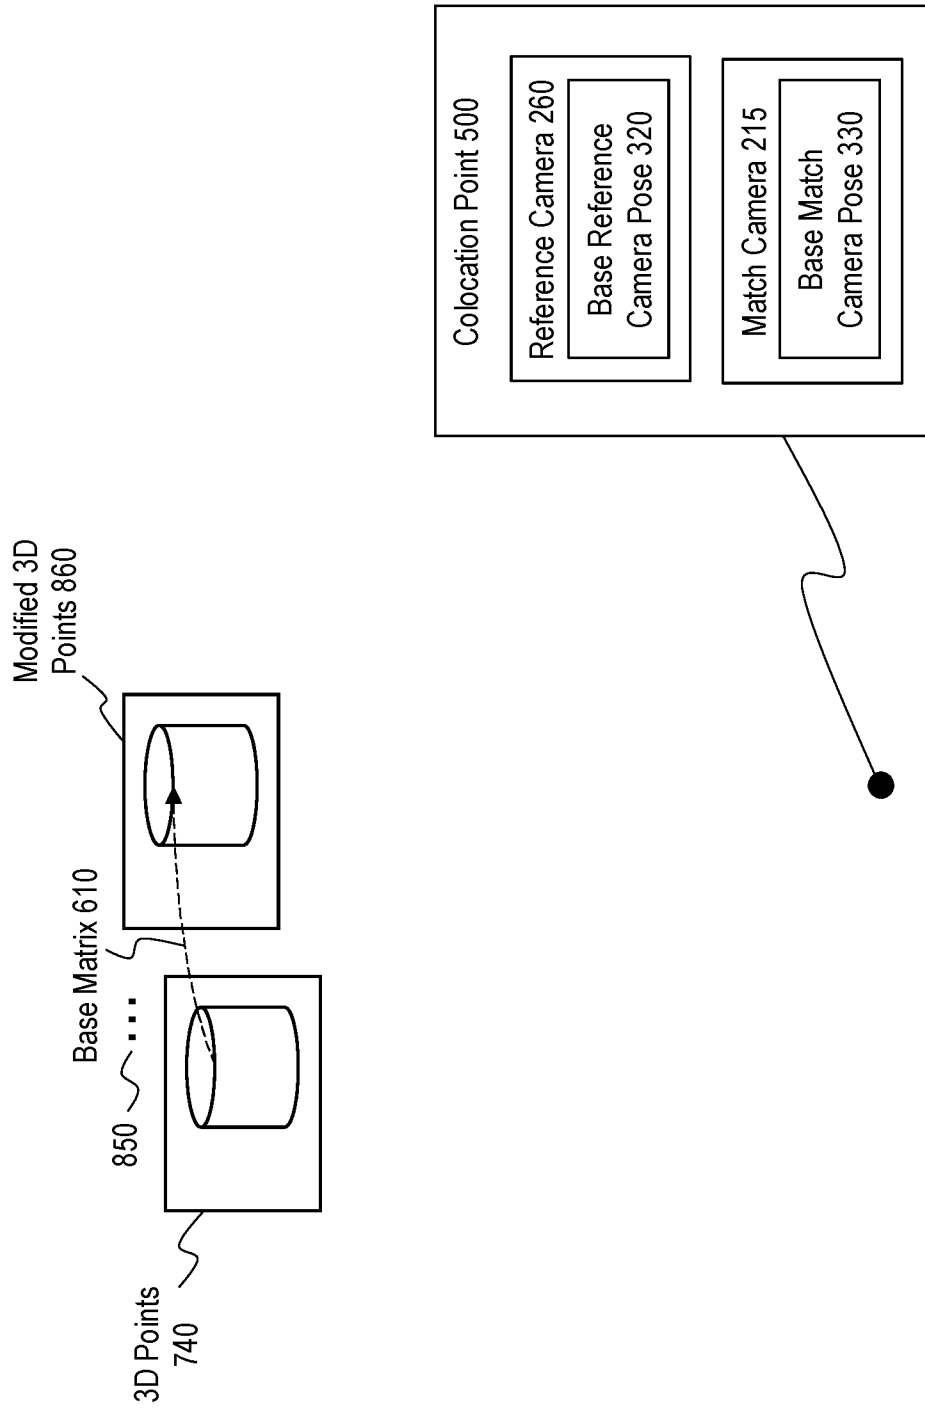 3D Points
740
850
Base Matrix 610
Modified 3D
Points 860
Colocation Point 500
Reference Camera 260
Base Reference
Camera Pose 320
Match Camera 215
Base Match
Camera Pose 330